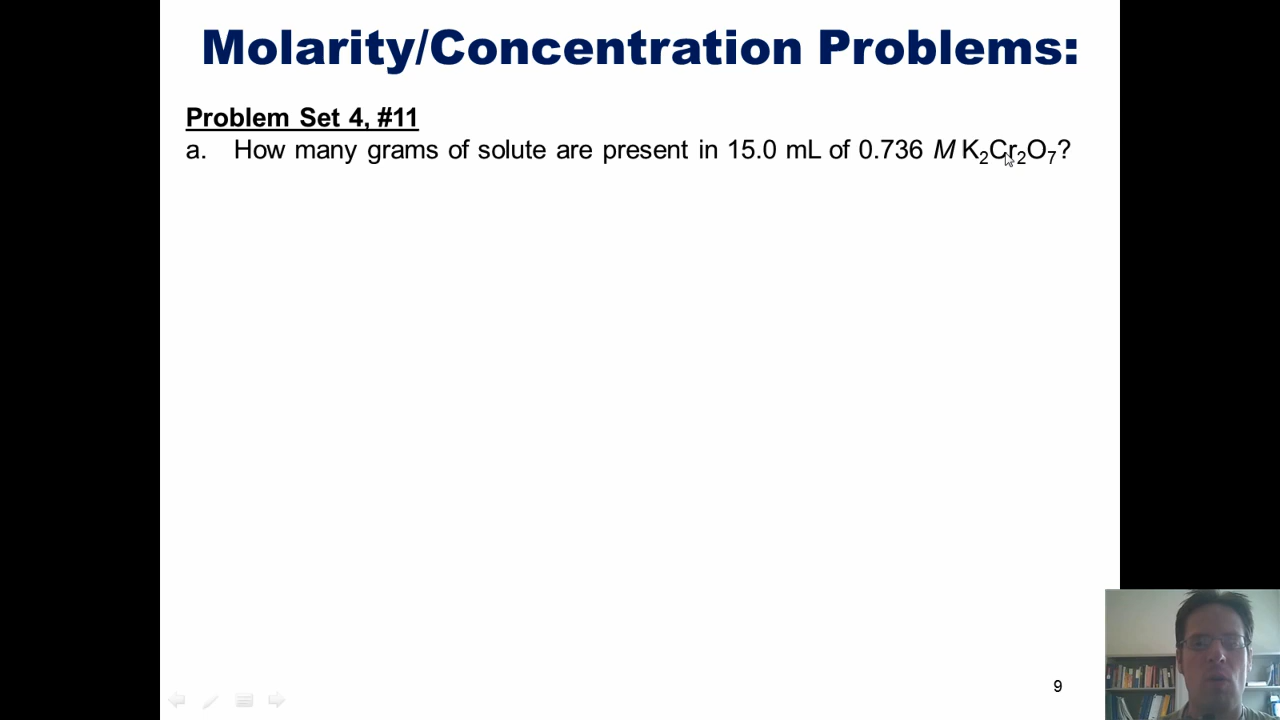 Molarity/Concentration Problems:
Problem Set 4, #11
a. How many grams of solute are present in 15.0 mL of 0.736 M K₂Cr₂O₇?
9